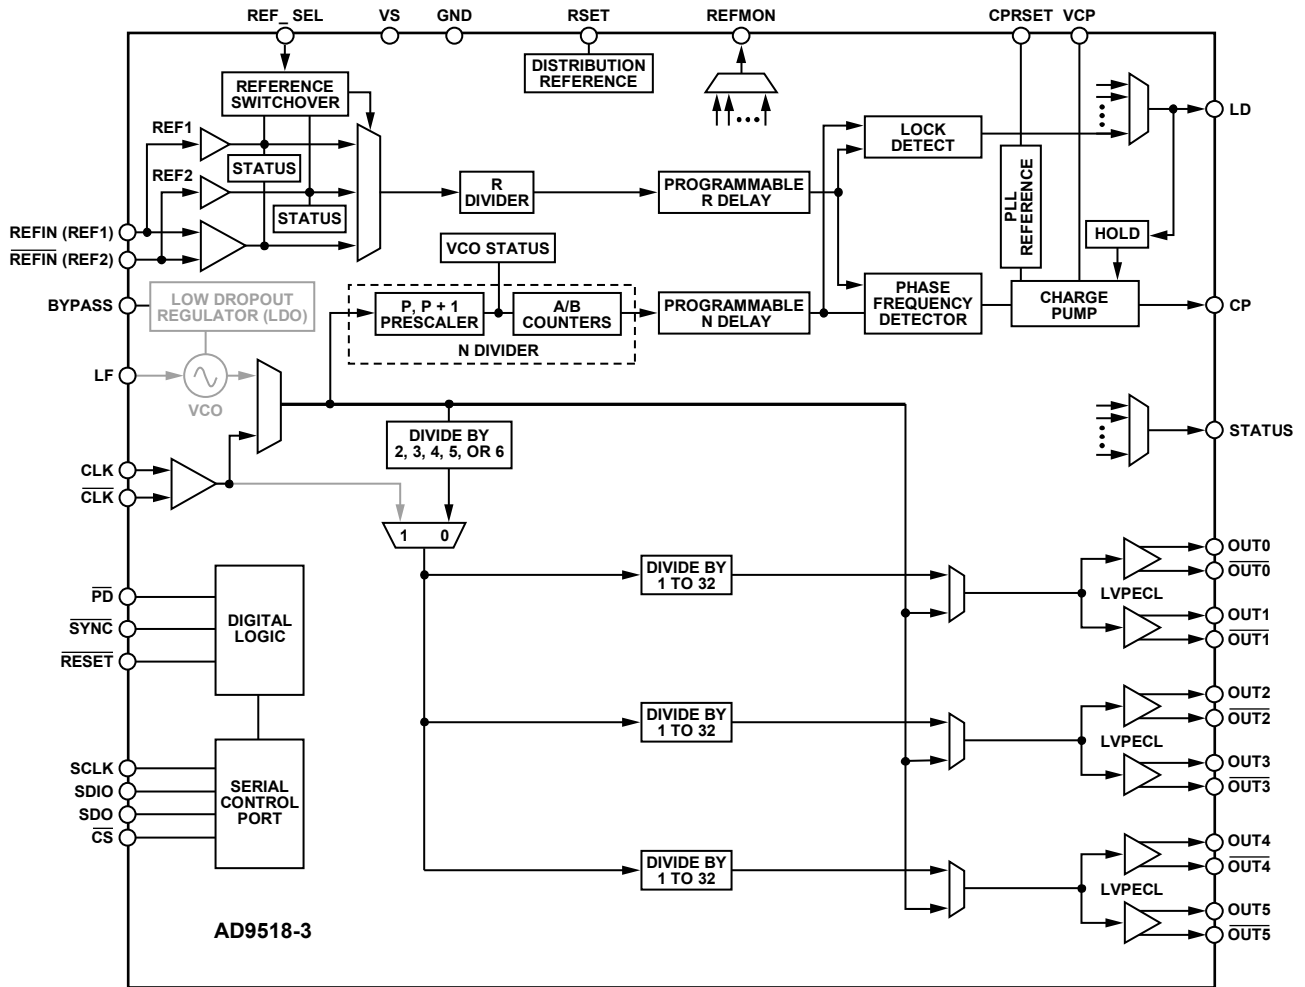 REF_ SEL
VS
GND
RSET
REFMON
CPRSET
VCP
REFERENCE
SWITCHOVER
DISTRIBUTION
REFERENCE
REF1
STATUS
REF2
STATUS
REFIN (REF1)
REFIN (REF2)
BYPASS
LF
CLK
CLK
R
DIVIDER
PROGRAMMABLE
R DELAY
LOCK
DETECT
PLL
REFERENCE
LD
HOLD
VCO STATUS
LOW DROPOUT
REGULATOR (LDO)
P, P + 1
PRESCALER
A/B
COUNTERS
N DIVIDER
PROGRAMMABLE
N DELAY
PHASE
FREQUENCY
DETECTOR
CHARGE
PUMP
CP
VCO
DIVIDE BY
2, 3, 4, 5, OR 6
STATUS
1 0
PD
SYNC
RESET
DIGITAL
LOGIC
SCLK
SDIO
SDO
CS
SERIAL
CONTROL
PORT
DIVIDE BY
1 TO 32
LVPECL
OUT0
OUT0
OUT1
OUT1
DIVIDE BY
1 TO 32
LVPECL
OUT2
OUT2
OUT3
OUT3
DIVIDE BY
1 TO 32
LVPECL
OUT4
OUT4
OUT5
OUT5
AD9518-3